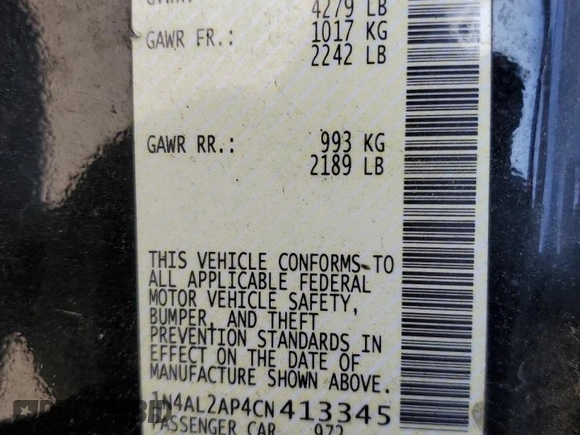 4279 LB
GAWR FR.: 1017 KG
2242 LB
GAWR RR.: 993 KG
2189 LB
THIS VEHICLE CONFORMS TO
ALL APPLICABLE FEDERAL
MOTOR VEHICLE SAFETY,
BUMPER, AND THEFT
PREVENTION STANDARDS IN
EFFECT ON THE DATE OF
MANUFACTURE SHOWN ABOVE.
1N4AL2AP4CN413345
PASSENGER CAR 972